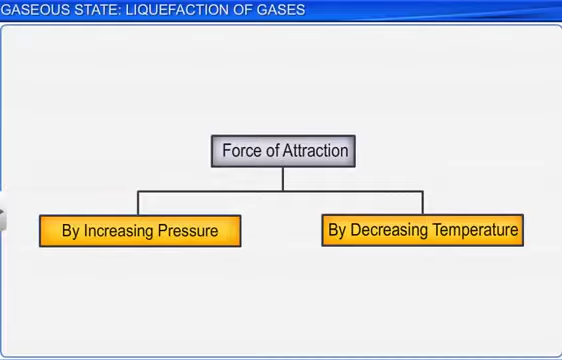 GASEOUS STATE: LIQUEFACTION OF GASES
Force of Attraction
By Increasing Pressure
By Decreasing Temperature